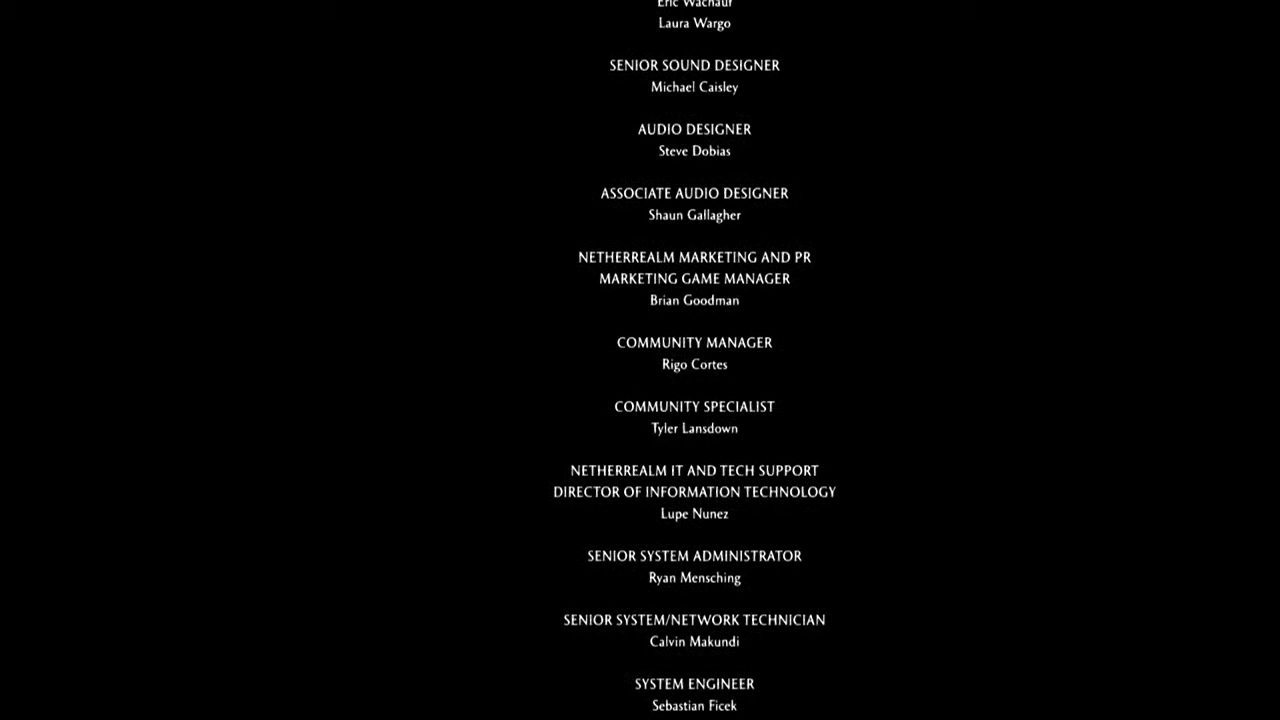 Eric Wachauf
Laura Wargo
SENIOR SOUND DESIGNER
Michael Caisley
AUDIO DESIGNER
Steve Dobias
ASSOCIATE AUDIO DESIGNER
Shaun Gallagher
NETHERREALM MARKETING AND PR
MARKETING GAME MANAGER
Brian Goodman
COMMUNITY MANAGER
Rigo Cortes
COMMUNITY SPECIALIST
Tyler Lansdown
NETHERREALM IT AND TECH SUPPORT
DIRECTOR OF INFORMATION TECHNOLOGY
Lupe Nunez
SENIOR SYSTEM ADMINISTRATOR
Ryan Mensching
SENIOR SYSTEM/NETWORK TECHNICIAN
Calvin Makundi
SYSTEM ENGINEER
Sebastian Ficek